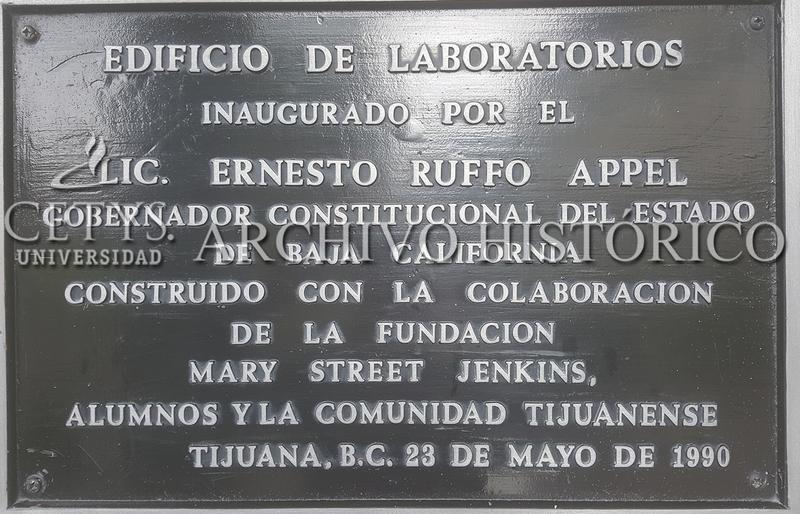 EDIFICIO DE LABORATORIOS
INAUGURADO POR EL
LIC. ERNESTO RUFFO APPEL
GOBERNADOR CONSTITUCIONAL DEL ESTADO
CETYS. ARCHIVO HISTÓRICO
UNIVERSIDAD
DE BAJA CALIFORNIA
CONSTRUIDO CON LA COLABORACION
DE LA FUNDACION
MARY STREET JENKINS,
ALUMNOS Y LA COMUNIDAD TIJUANENSE
TIJUANA, B.C. 23 DE MAYO DE 1990